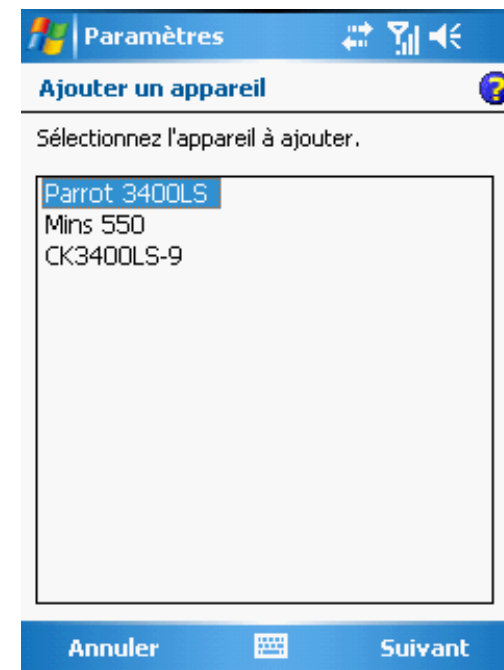 Paramètres
Ajouter un appareil
Sélectionnez l'appareil à ajouter.
Parrot 3400LS
Mins 550
CK3400LS-9
Annuler
Suivant